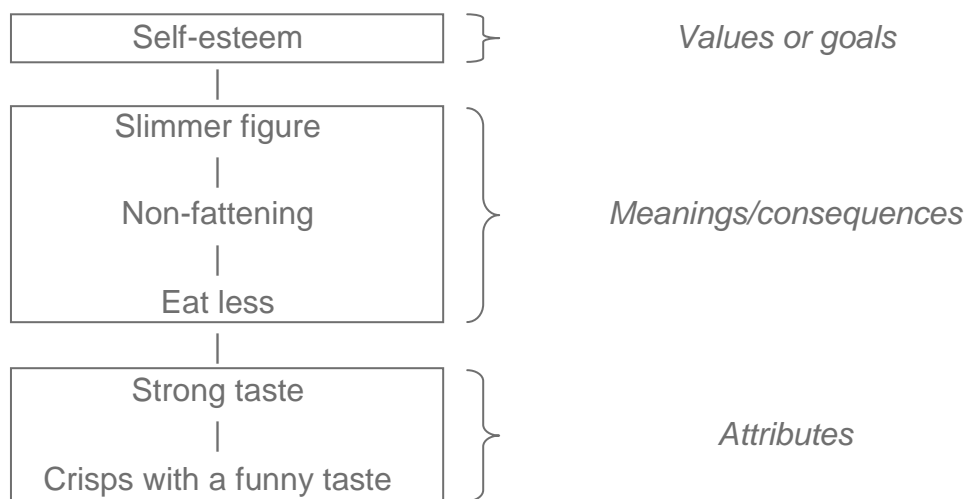 Self-esteem
Values or goals
Slimmer figure
Non-fattening
Meanings/consequences
Eat less
Strong taste
Attributes
Crisps with a funny taste